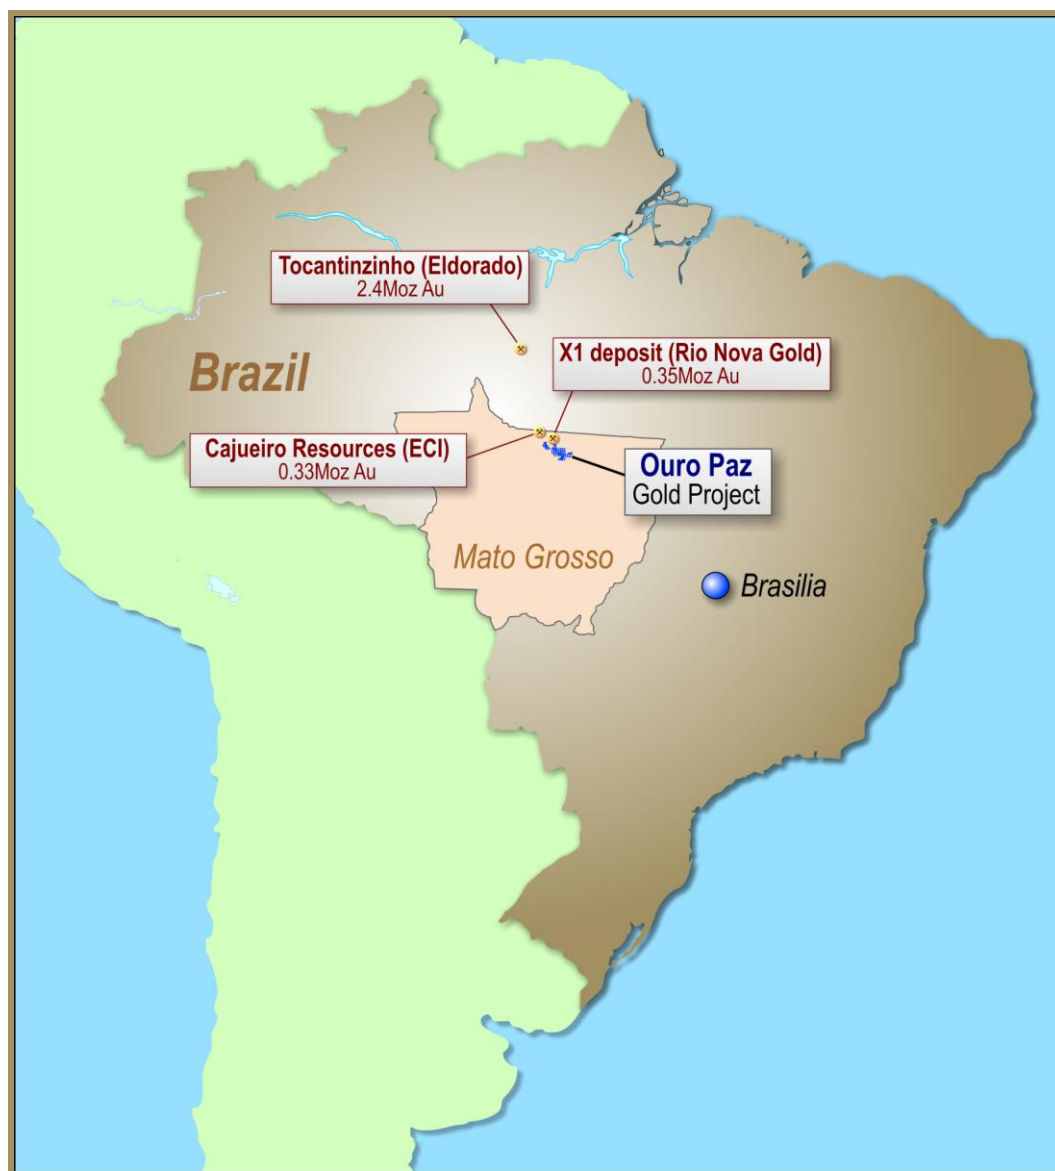 Tocantinzinho (Eldorado)
2.4Moz Au
X1 deposit (Rio Nova Gold)
0.35Moz Au
Brazil
Cajueiro Resources (ECI)
0.33Moz Au
Ouro Paz
Gold Project
Mato Grosso
Brasilia